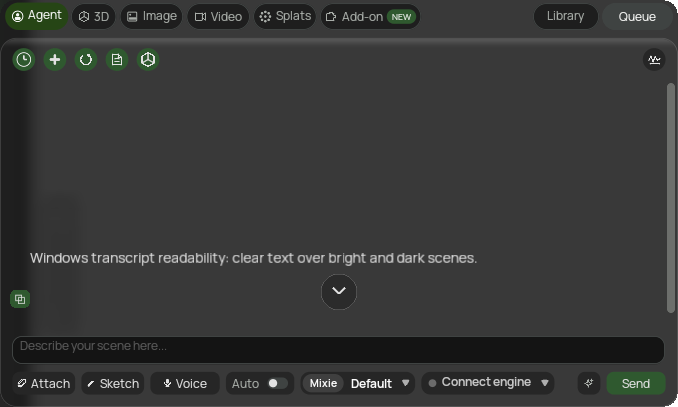 Agent 3D Image Video Splats Add-on NEW Library Queue
Windows transcript readability: clear text over bright and dark scenes.
Describe your scene here...
Attach Sketch Voice Auto Mixie Default Connect engine Send